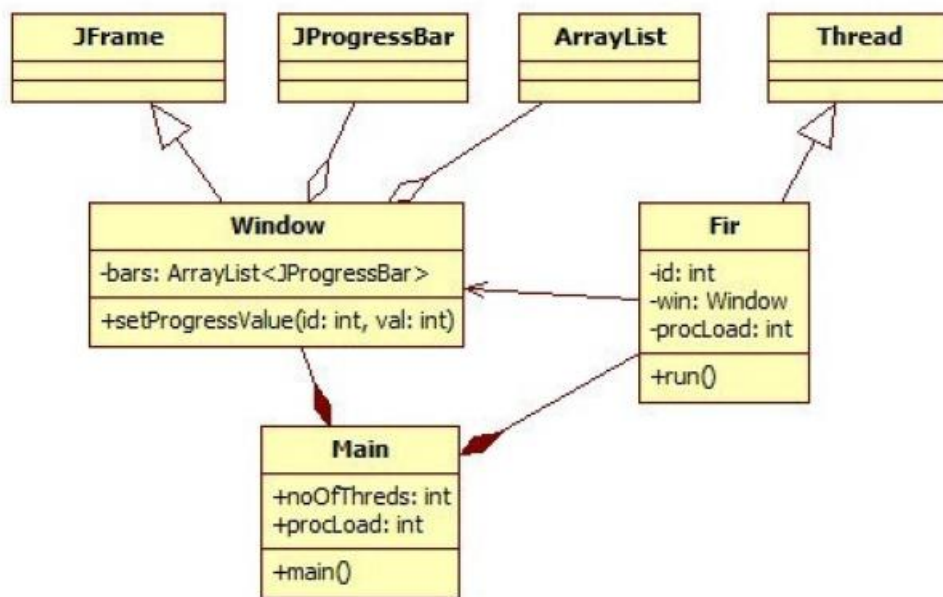 JFrame
JProgressBar
ArrayList
Thread
Window
-bars: ArrayList<JProgressBar>
+setProgressValue(id: int, val: int)
Fir
-id: int
-win: Window
-procLoad: int
+run()
Main
+noOfThreds: int
+procLoad: int
+main()